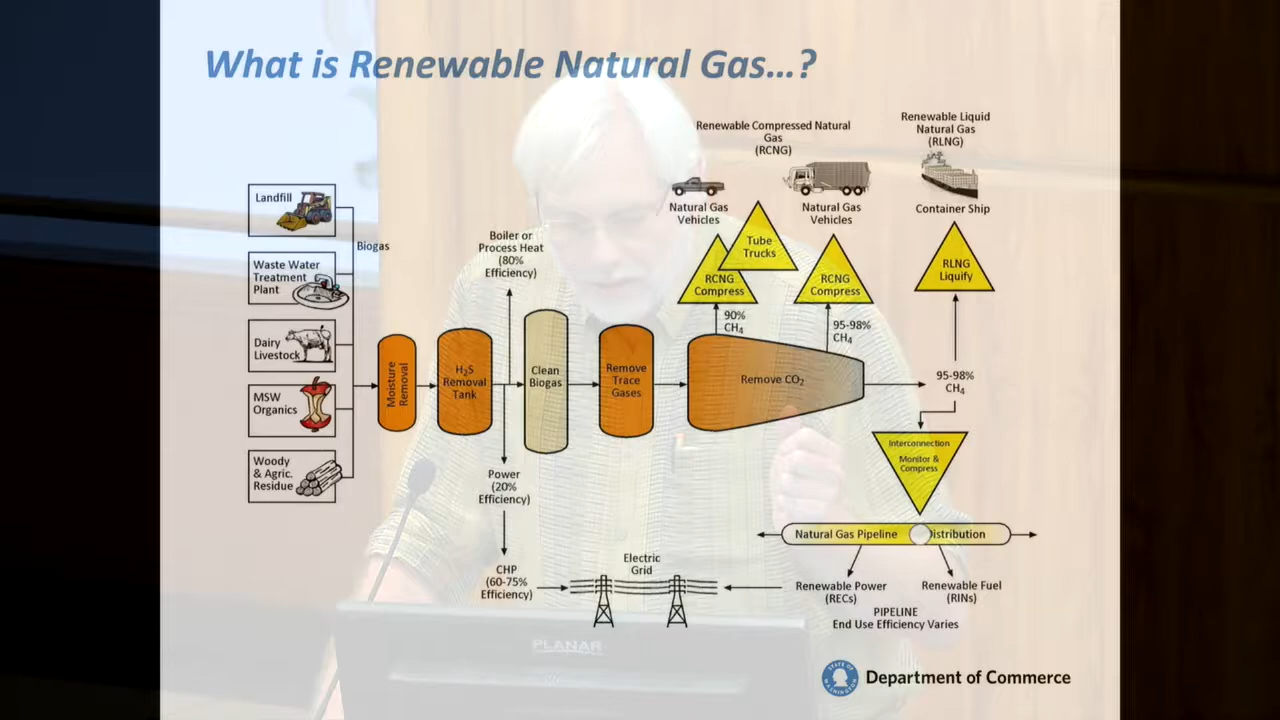 What is Renewable Natural Gas...?
Renewable Compressed Natural
Gas
(RCNG)
Renewable Liquid
Natural Gas
(RLNG)
Natural Gas
Vehicles
Natural Gas
Vehicles
Container Ship
Landfill
Biogas
Waste Water
Treatment
Plant
Dairy
Livestock
MSW
Organics
Woody
& Agric.
Residue
Boiler or
Process Heat
(80%
Efficiency)
Tube
Trucks
RCNG
Compress
RCNG
Compress
RLNG
Liquify
90%
CH₄
95-98%
CH₄
95-98%
CH₄
Moisture
Removal
H₂S
Removal
Tank
Clean
Biogas
Remove
Trace
Gases
Remove CO₂
Interconnection
Monitor &
Compress
Power
(20%
Efficiency)
CHP
(60-75%
Efficiency)
Electric
Grid
Natural Gas Pipeline Distribution
Renewable Power
(RECs)
Renewable Fuel
(RINs)
PIPELINE
End Use Efficiency Varies
PLANAR
Department of Commerce